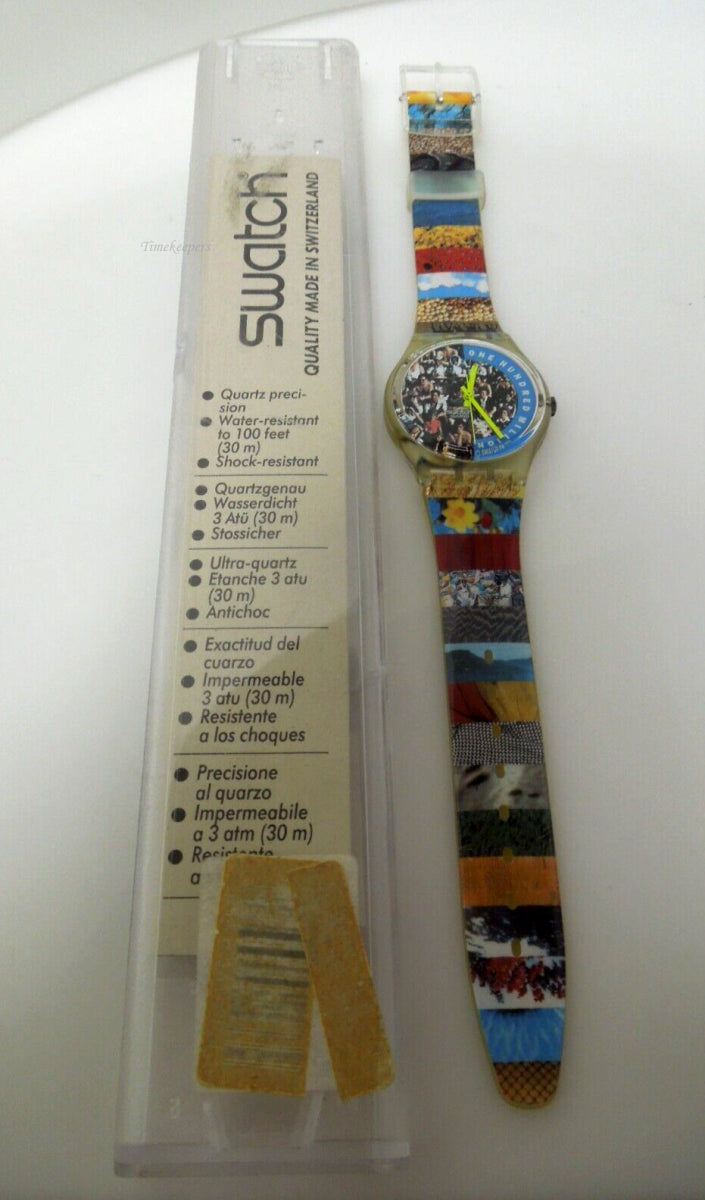 Timekeepers
swatch
QUALITY MADE IN SWITZERLAND
● Quartz preci-
sion
● Water-resistant
to 100 feet
(30 m)
● Shock-resistant
● Quartzgenau
● Wasserdicht
3 Atü (30 m)
● Stossicher
● Ultra-quartz
● Etanche 3 atu
(30 m)
● Antichoc
● Exactitud del
cuarzo
● Impermeable
3 atu (30 m)
● Resistente
a los choques
● Precisione
al quarzo
● Impermeabile
a 3 atm (30 m)
● Resistente
a
ONE HUNDRED MILLION